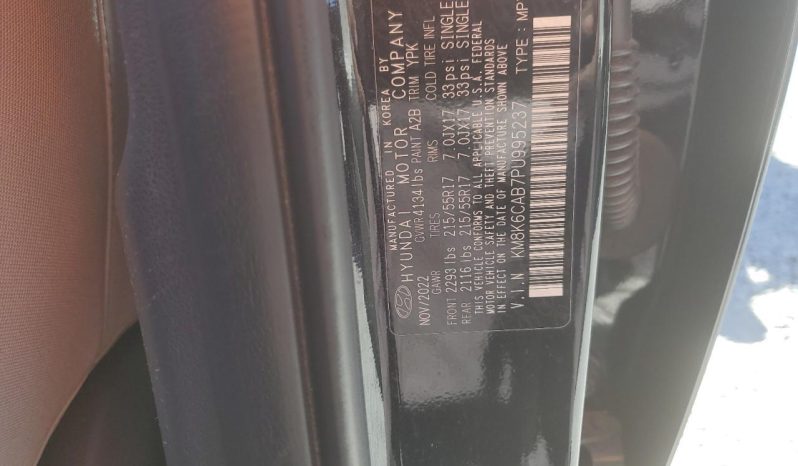 MANUFACTURED IN KOREA BY
HYUNDAI MOTOR COMPANY
NOV/2022 GVWR4134lbs PAINT A2B TRIM YPK
GAWR TIRES RIMS COLD TIRE INFL
FRONT 2293 lbs 215/55R17 7.0JX17 33psi SINGLE
REAR 2116 lbs 215/55R17 7.0JX17 33psi SINGLE
THIS VEHICLE CONFORMS TO ALL APPLICABLE U.S.A. FEDERAL
MOTOR VEHICLE SAFETY AND THEFT PREVENTION STANDARDS
IN EFFECT ON THE DATE OF MANUFACTURE SHOWN ABOVE
V.I.N KM8K6CAB7PU995237 TYPE : MP